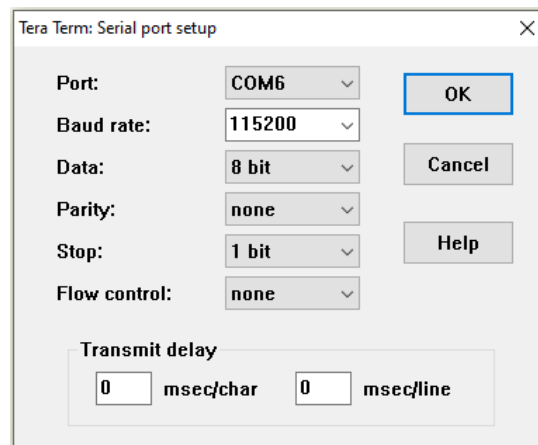 Tera Term: Serial port setup
Port: COM6 OK
Baud rate: 115200
Data: 8 bit Cancel
Parity: none
Stop: 1 bit Help
Flow control: none
Transmit delay
0 msec/char 0 msec/line